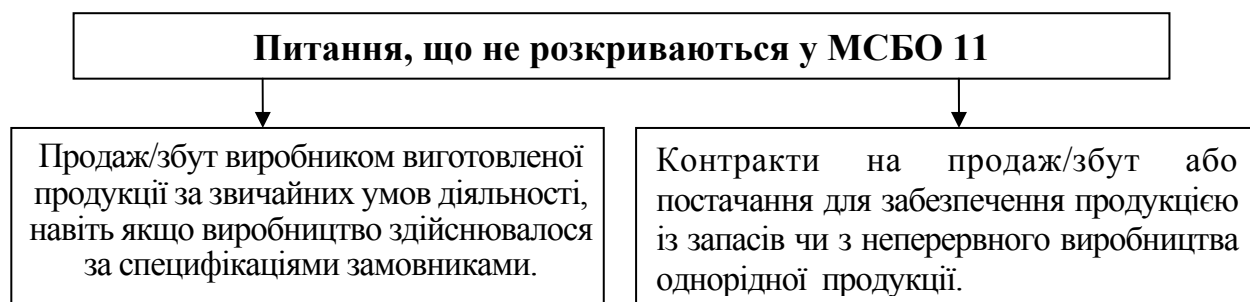 Питання, що не розкриваються у МСБО 11
Продаж/збут виробником виготовленої
продукції за звичайних умов діяльності,
навіть якщо виробництво здійснювалося
за специфікаціями замовниками.
Контракти на продаж/збут або
постачання для забезпечення продукцією
із запасів чи з неперервного виробництва
однорідної продукції.